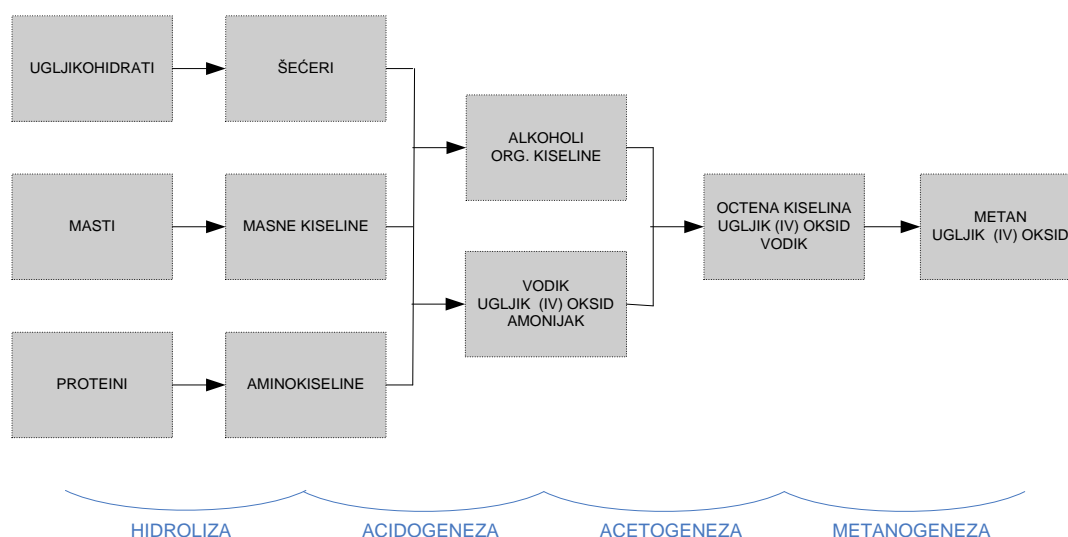 UGLJIKOHIDRATI
ŠEĆERI
MASTI
MASNE KISELINE
PROTEINI
AMINOKISELINE
ALKOHOLI
ORG. KISELINE
VODIK
UGLJIK (IV) OKSID
AMONIJAK
OCTENA KISELINA
UGLJIK (IV) OKSID
VODIK
METAN
UGLJIK (IV) OKSID
HIDROLIZA
ACIDOGENEZA
ACETOGENEZA
METANOGENEZA